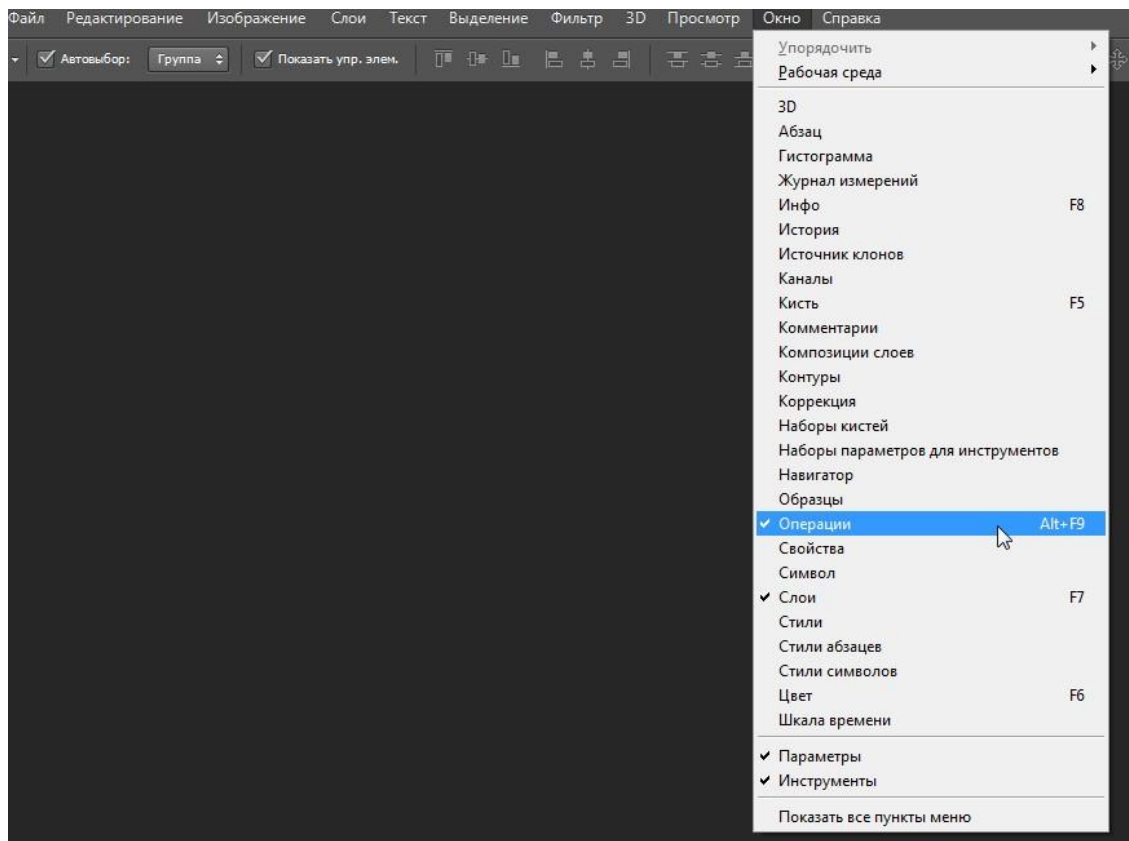 Файл Редактирование Изображение Слои Текст Выделение Фильтр 3D Просмотр Окно Справка
Автовыбор: Группа Показать упр. элем.
Упорядочить
Рабочая среда
3D
Абзац
Гистограмма
Журнал измерений
Инфо F8
История
Источник клонов
Каналы
Кисть F5
Комментарии
Композиции слоев
Контуры
Коррекция
Наборы кистей
Наборы параметров для инструментов
Навигатор
Образцы
Операции Alt+F9
Свойства
Символ
Слои F7
Стили
Стили абзацев
Стили символов
Цвет F6
Шкала времени
Параметры
Инструменты
Показать все пункты меню